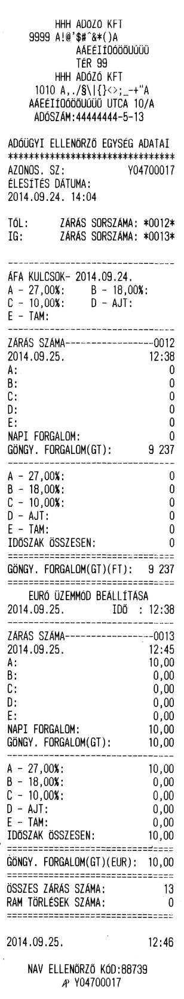 HHH ADÓZÓ KFT
9999 A!@'$#ˆ&*()A
AÁEÉIÍOÓÖŐUÚÜŰ
TÉR 99
HHH ADÓZÓ KFT
1010 A,./§\|{}<>;_-+"A
AÁEÉIÍOÓÖŐUÚÜŰ UTCA 10/A
ADÓSZÁM:44444444-5-13
ADÓÜGYI ELLENŐRZŐ EGYSÉG ADATAI
********************************
AZONOS. SZ: Y04700017
ÉLESÍTÉS DÁTUMA:
2014.09.24. 14:04
TÓL: ZÁRÁS SORSZÁMA: *0012*
IG: ZÁRÁS SORSZÁMA: *0013*
--------------------------------
ÁFA KULCSOK- 2014.09.24.
A - 27,00%: B - 18,00%:
C - 10,00%: D - AJT:
E - TAM:
--------------------------------
ZÁRÁS SZÁMA-----------------0012
2014.09.25. 12:38
A: 0
B: 0
C: 0
D: 0
E: 0
NAPI FORGALOM: 0
GÖNGY. FORGALOM(GT): 9 237
--------------------------------
A - 27,00%: 0
B - 18,00%: 0
C - 10,00%: 0
D - AJT: 0
E - TAM: 0
IDŐSZAK ÖSSZESEN: 0
================================
GÖNGY. FORGALOM(GT)(FT): 9 237
================================
EURÓ ÜZEMMÓD BEÁLLÍTÁSA
2014.09.25. IDŐ : 12:38
--------------------------------
ZÁRÁS SZÁMA-----------------0013
2014.09.25. 12:45
A: 10,00
B: 0,00
C: 0,00
D: 0,00
E: 0,00
NAPI FORGALOM: 10,00
GÖNGY. FORGALOM(GT): 10,00
--------------------------------
A - 27,00%: 10,00
B - 18,00%: 0,00
C - 10,00%: 0,00
D - AJT: 0,00
E - TAM: 0,00
IDŐSZAK ÖSSZESEN: 10,00
================================
GÖNGY. FORGALOM(GT)(EUR): 10,00
================================
ÖSSZES ZÁRÁS SZÁMA: 13
RAM TÖRLÉSEK SZÁMA: 0
================================
2014.09.25. 12:46
NAV ELLENŐRZŐ KÓD:88739
AP Y04700017